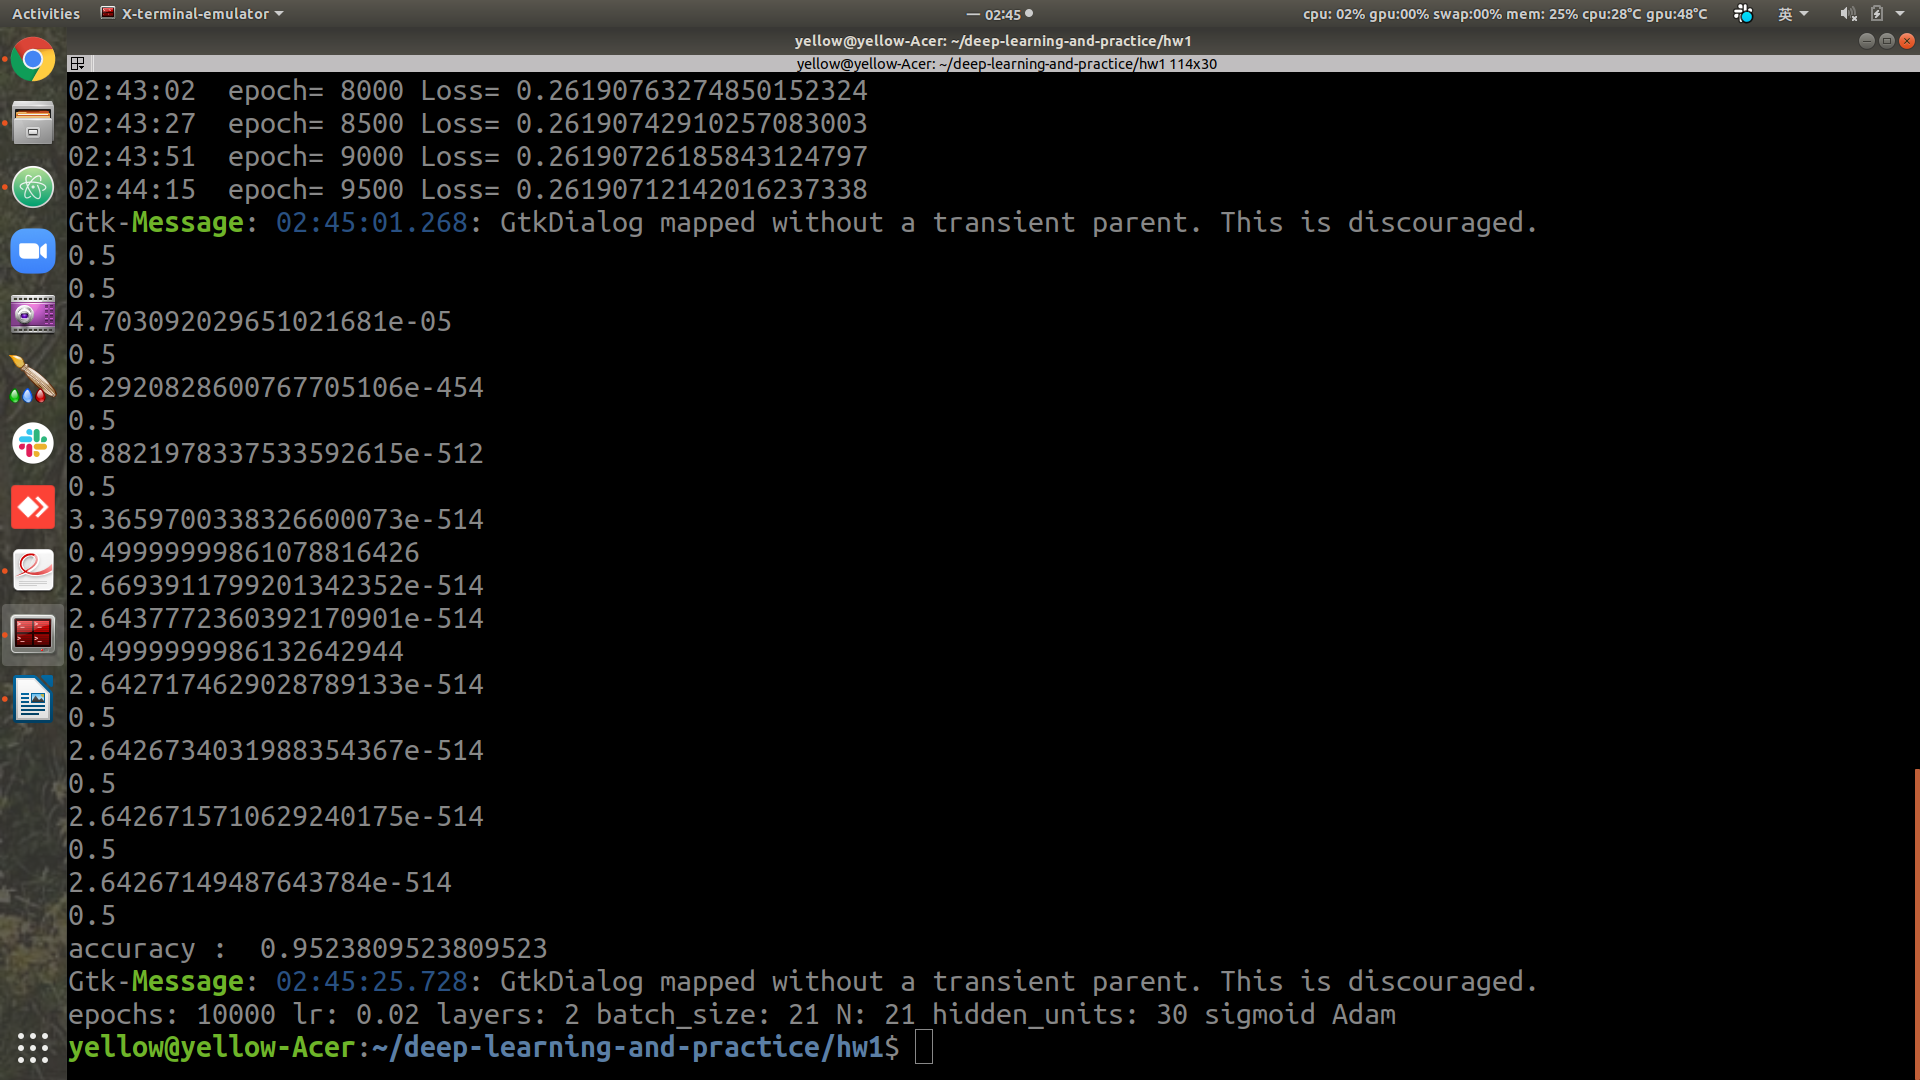 Activities X-terminal-emulator — 02:45 cpu: 02% gpu:00% swap:00% mem: 25% cpu:28°C gpu:48°C 英
yellow@yellow-Acer: ~/deep-learning-and-practice/hw1
yellow@yellow-Acer: ~/deep-learning-and-practice/hw1 114x30
02:43:02  epoch= 8000 Loss= 0.26190763274850152324
02:43:27  epoch= 8500 Loss= 0.26190742910257083003
02:43:51  epoch= 9000 Loss= 0.26190726185843124797
02:44:15  epoch= 9500 Loss= 0.26190712142016237338
Gtk-Message: 02:45:01.268: GtkDialog mapped without a transient parent. This is discouraged.
0.5
0.5
4.703092029651021681e-05
0.5
6.2920828600767705106e-454
0.5
8.8821978337533592615e-512
0.5
3.3659700338326600073e-514
0.49999999861078816426
2.6693911799201342352e-514
2.6437772360392170901e-514
0.4999999986132642944
2.6427174629028789133e-514
0.5
2.6426734031988354367e-514
0.5
2.6426715710629240175e-514
0.5
2.64267149487643784e-514
0.5
accuracy :  0.9523809523809523
Gtk-Message: 02:45:25.728: GtkDialog mapped without a transient parent. This is discouraged.
epochs: 10000 lr: 0.02 layers: 2 batch_size: 21 N: 21 hidden_units: 30 sigmoid Adam
yellow@yellow-Acer:~/deep-learning-and-practice/hw1$